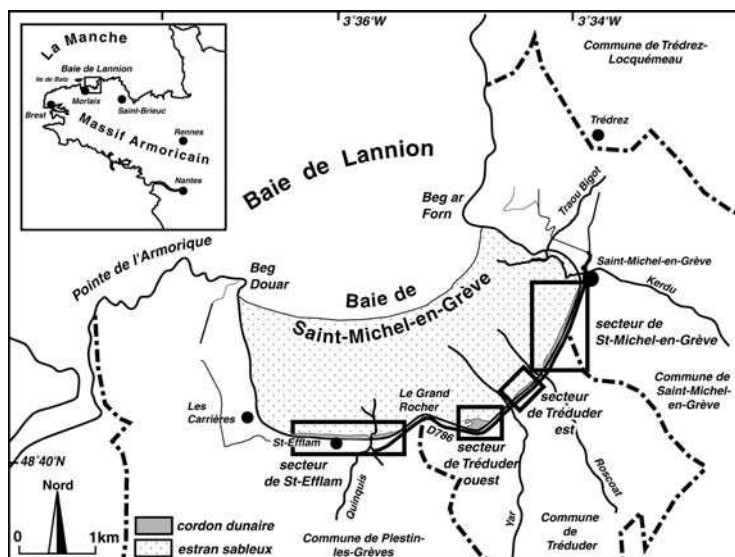 3°36'W
3°34'W
La Manche
Baie de Lannion
Ile de Batz
Morlaix
Saint-Brieuc
Brest
Massif Armoricain
Rennes
Nantes
Commune de Trédrez-
Locquémeau
Trédrez
Baie de Lannion
Beg ar
Forn
Traou Bigot
Pointe de l'Armorique
Beg
Douar
Saint-Michel-en-Grève
Kerdu
Baie de
Saint-Michel-en-Grève
secteur de
St-Michel-en-Grève
Commune de
Saint-Michel-
en-Grève
Le Grand
Rocher
secteur
de Tréduder
est
Les
Carrières
D786
St-Efflam
secteur
de Tréduder
ouest
48°40'N
secteur
de St-Efflam
Roscoat
Quinquis
Yar
Nord
0
1km
cordon dunaire
estran sableux
Commune de Plestin-
les-Grèves
Commune
de
Tréduder